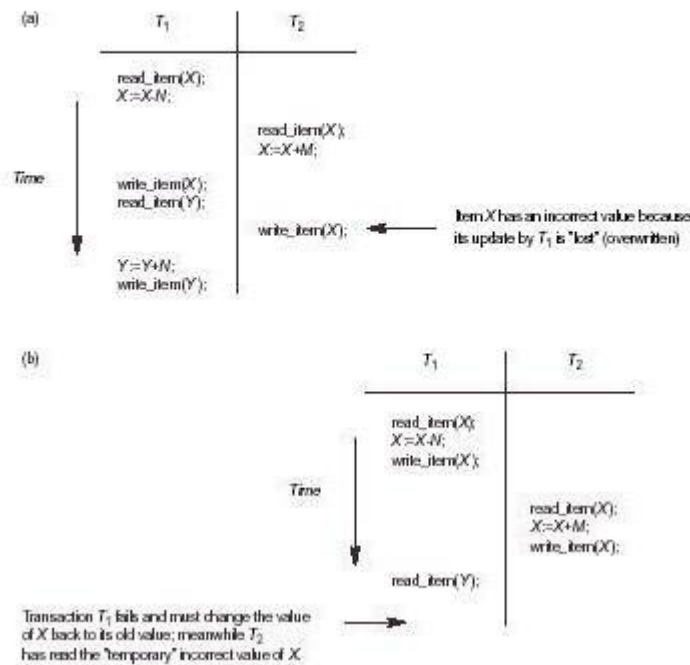 (a)
T1 T2
read_item(X);
X:=X-N;
read_item(X);
X:=X+M;
Time
write_item(X);
read_item(Y);
write_item(X);
Item X has an incorrect value because
its update by T1 is "lost" (overwritten)
Y:=Y+N;
write_item(Y);
(b)
T1 T2
read_item(X);
X:=X-N;
write_item(X);
Time
read_item(X);
X:=X+M;
write_item(X);
read_item(Y);
Transaction T1 fails and must change the value
of X back to its old value; meanwhile T2
has read the "temporary" incorrect value of X.